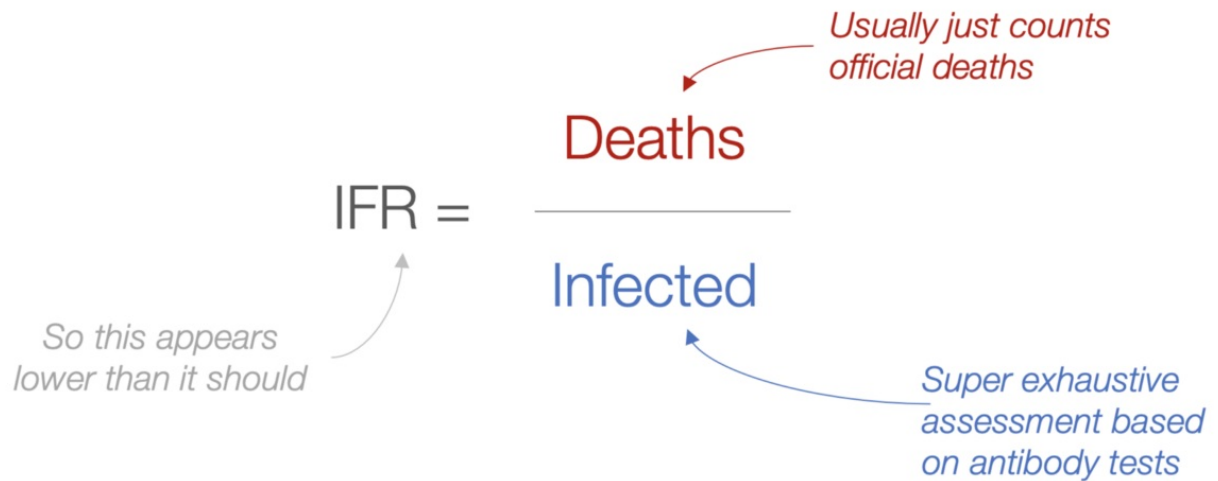 Usually just counts
official deaths
Deaths
IFR =
Infected
So this appears
lower than it should
Super exhaustive
assessment based
on antibody tests